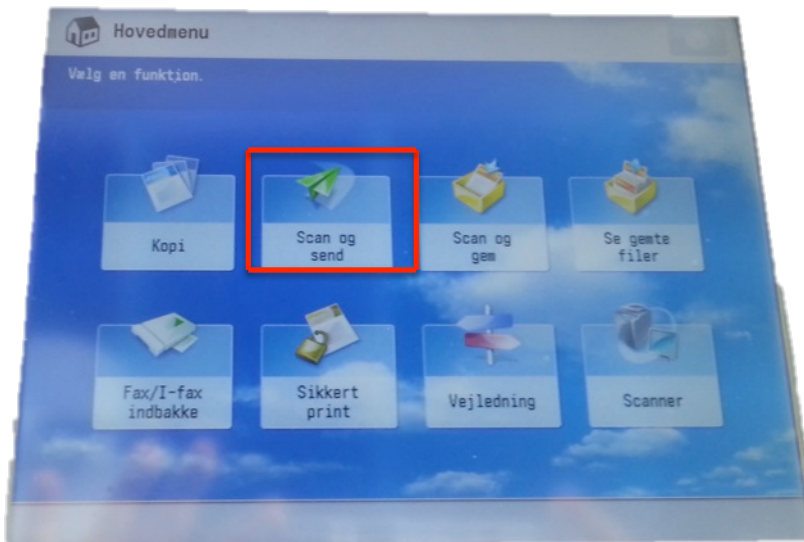 Hovedmenu
Vælg en funktion.
Kopi
Scan og
send
Scan og
gem
Se gemte
filer
Fax/I-fax
indbakke
Sikkert
print
Vejledning
Scanner